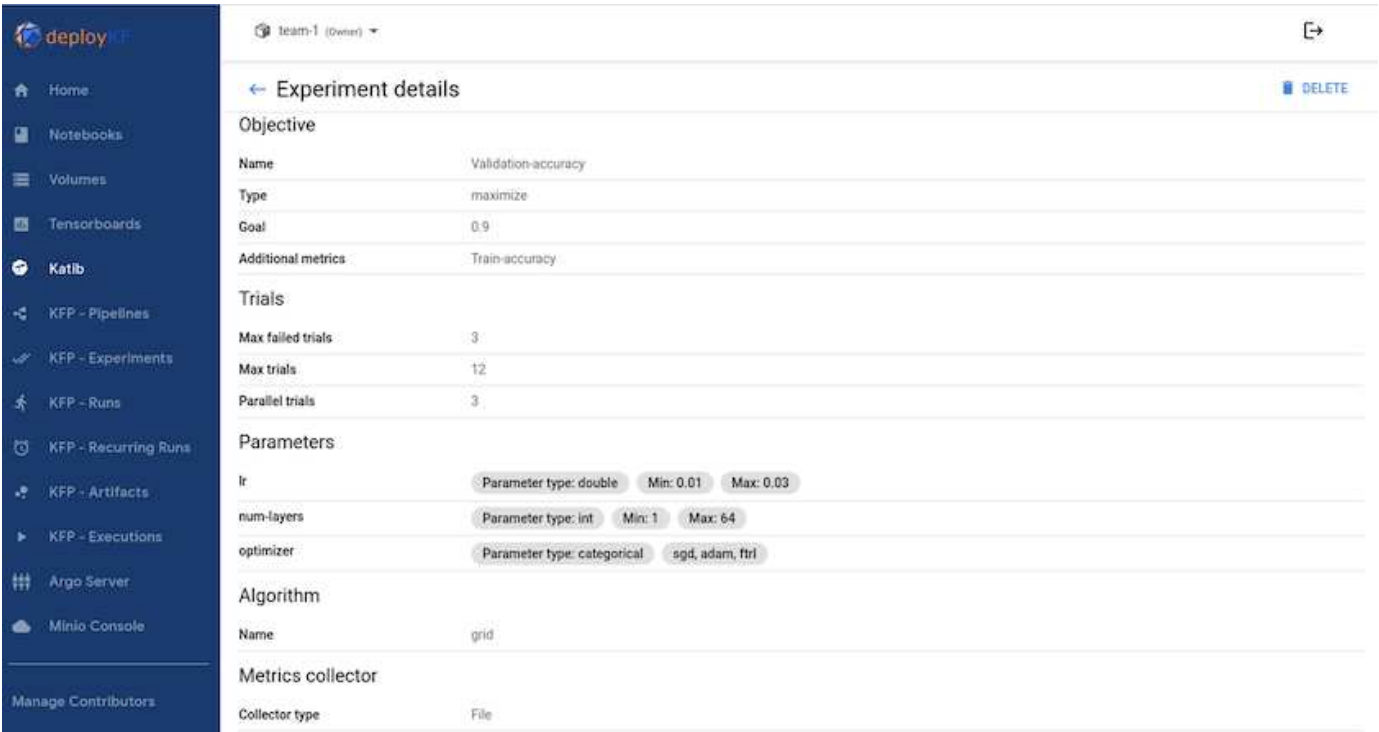 deployKF
team-1 (Owner)
Home
Notebooks
Volumes
Tensorboards
Katib
KFP - Pipelines
KFP - Experiments
KFP - Runs
KFP - Recurring Runs
KFP - Artifacts
KFP - Executions
Argo Server
Minio Console
Manage Contributors
Experiment details
DELETE
Objective
Name Validation-accuracy
Type maximize
Goal 0.9
Additional metrics Train-accuracy
Trials
Max failed trials 3
Max trials 12
Parallel trials 3
Parameters
lr Parameter type: double Min: 0.01 Max: 0.03
num-layers Parameter type: int Min: 1 Max: 64
optimizer Parameter type: categorical sgd, adam, ftrl
Algorithm
Name grid
Metrics collector
Collector type File